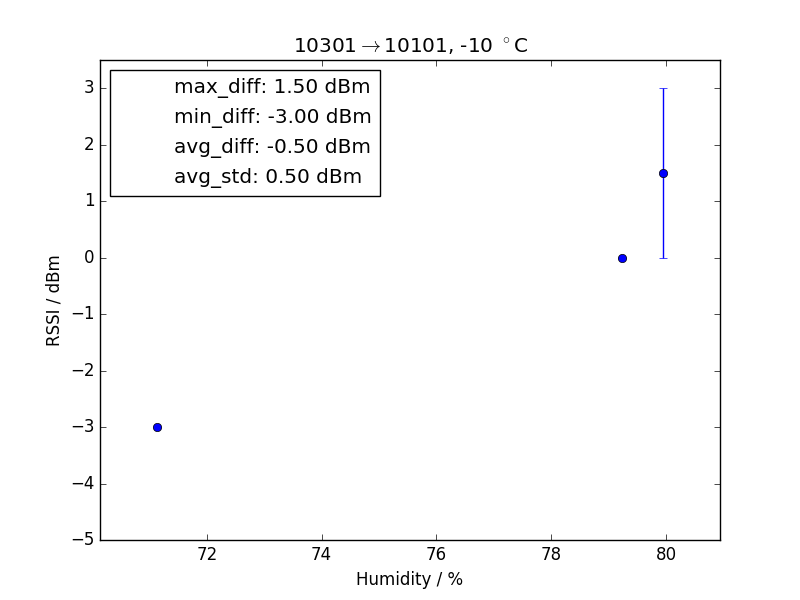 10301→10101, -10 °C
max_diff: 1.50 dBm
min_diff: -3.00 dBm
avg_diff: -0.50 dBm
avg_std: 0.50 dBm
3
2
1
0
−1
−2
−3
−4
−5
RSSI / dBm
72 74 76 78 80
Humidity / %